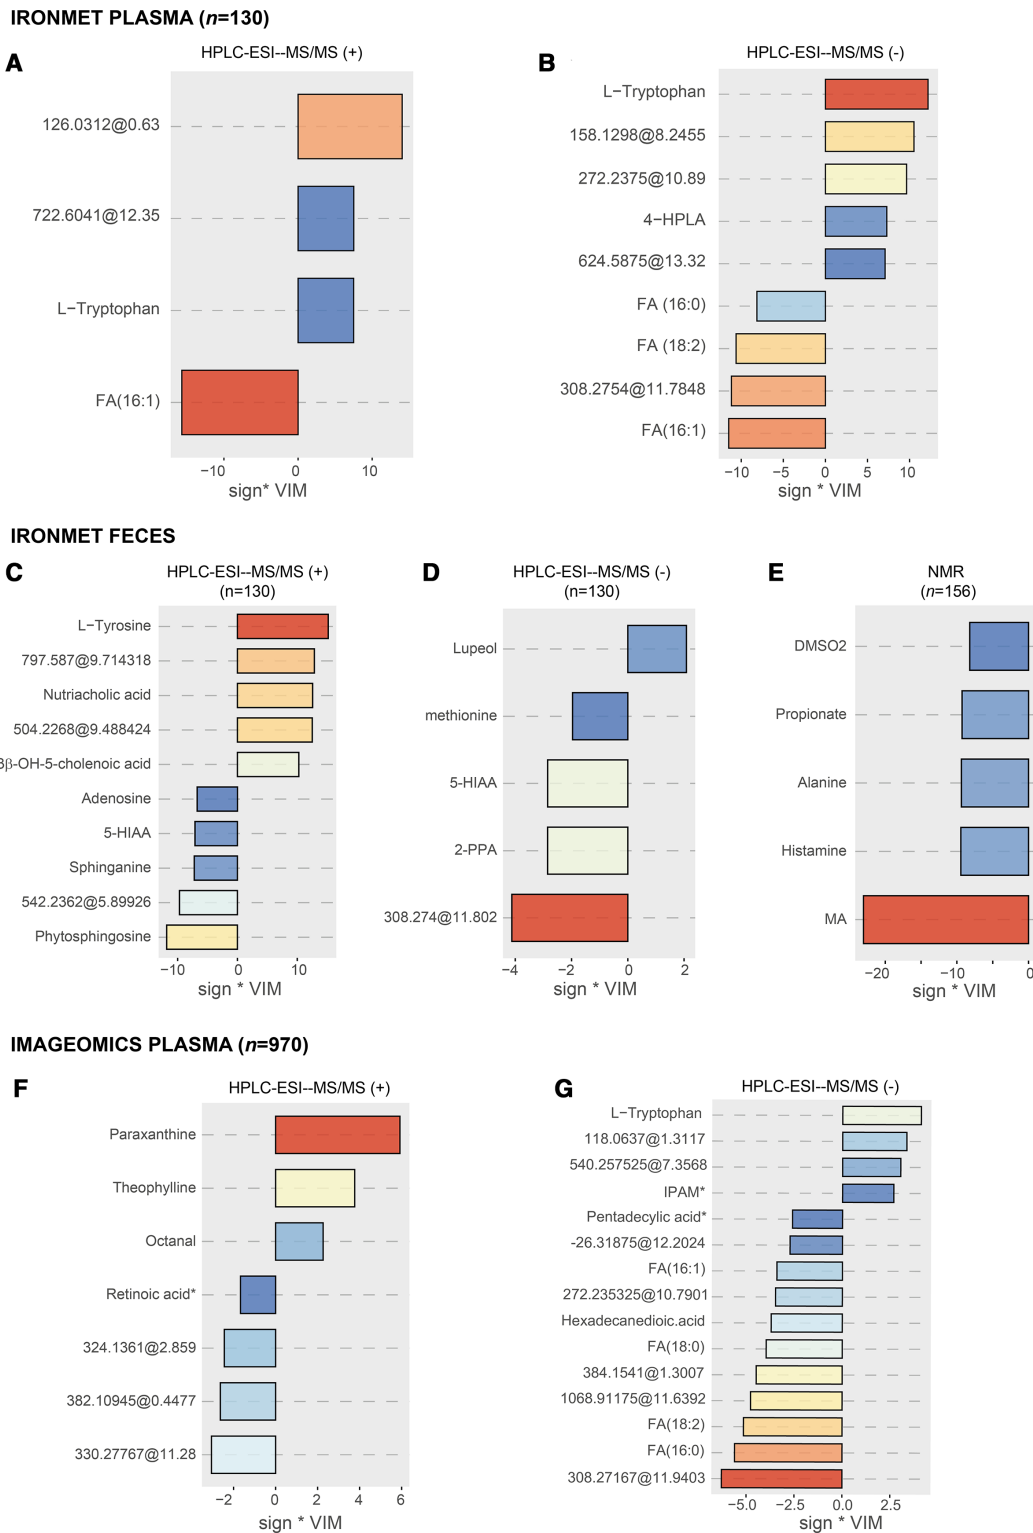 IRONMET PLASMA (n=130)
A
HPLC-ESI--MS/MS (+)
126.0312@0.63
722.6041@12.35
L−Tryptophan
FA(16:1)
−10 0 10
sign* VIM
B
HPLC-ESI--MS/MS (-)
L−Tryptophan
158.1298@8.2455
272.2375@10.89
4−HPLA
624.5875@13.32
FA (16:0)
FA (18:2)
308.2754@11.7848
FA(16:1)
−10 −5 0 5 10
sign * VIM
IRONMET FECES
C
HPLC-ESI--MS/MS (+)
(n=130)
L−Tyrosine
797.587@9.714318
Nutriacholic acid
504.2268@9.488424
3β-OH-5-cholenoic acid
Adenosine
5-HIAA
Sphinganine
542.2362@5.89926
Phytosphingosine
−10 0 10
sign * VIM
D
HPLC-ESI--MS/MS (-)
(n=130)
Lupeol
methionine
5-HIAA
2-PPA
308.274@11.802
−4 −2 0 2
sign * VIM
E
NMR
(n=156)
DMSO2
Propionate
Alanine
Histamine
MA
−20 −10 0
sign * VIM
IMAGEOMICS PLASMA (n=970)
F
HPLC-ESI--MS/MS (+)
Paraxanthine
Theophylline
Octanal
Retinoic acid*
324.1361@2.859
382.10945@0.4477
330.27767@11.28
−2 0 2 4 6
sign * VIM
G
HPLC-ESI--MS/MS (-)
L−Tryptophan
118.0637@1.3117
540.257525@7.3568
IPAM*
Pentadecylic acid*
-26.31875@12.2024
FA(16:1)
272.235325@10.7901
Hexadecanedioic.acid
FA(18:0)
384.1541@1.3007
1068.91175@11.6392
FA(18:2)
FA(16:0)
308.27167@11.9403
−5.0 −2.5 0.0 2.5
sign * VIM